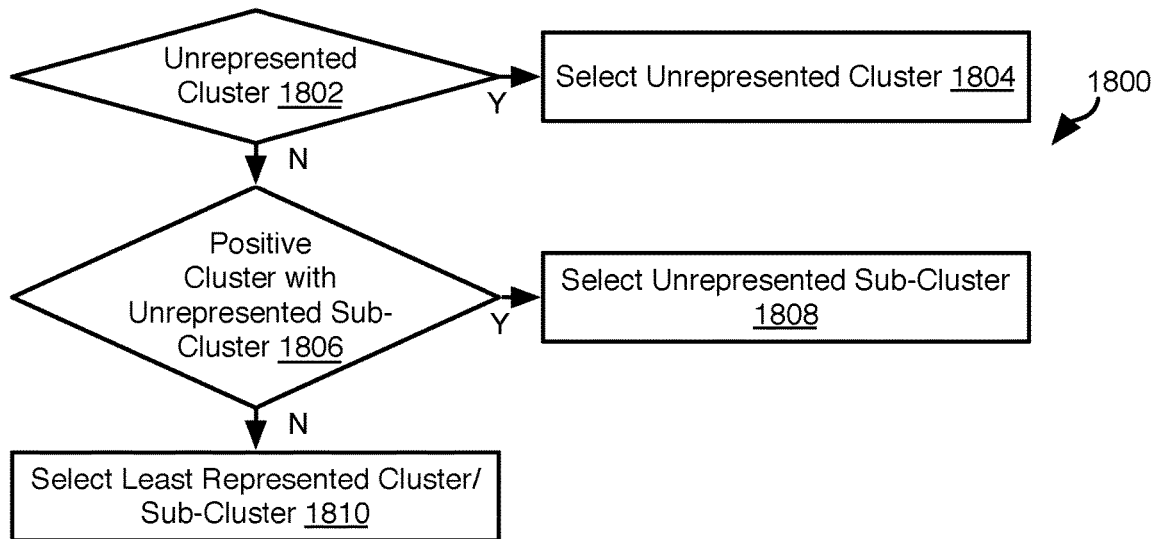 Unrepresented
Cluster 1802
Y
Select Unrepresented Cluster 1804
1800
N
Positive
Cluster with
Unrepresented Sub-
Cluster 1806
Y
Select Unrepresented Sub-Cluster
1808
N
Select Least Represented Cluster/
Sub-Cluster 1810